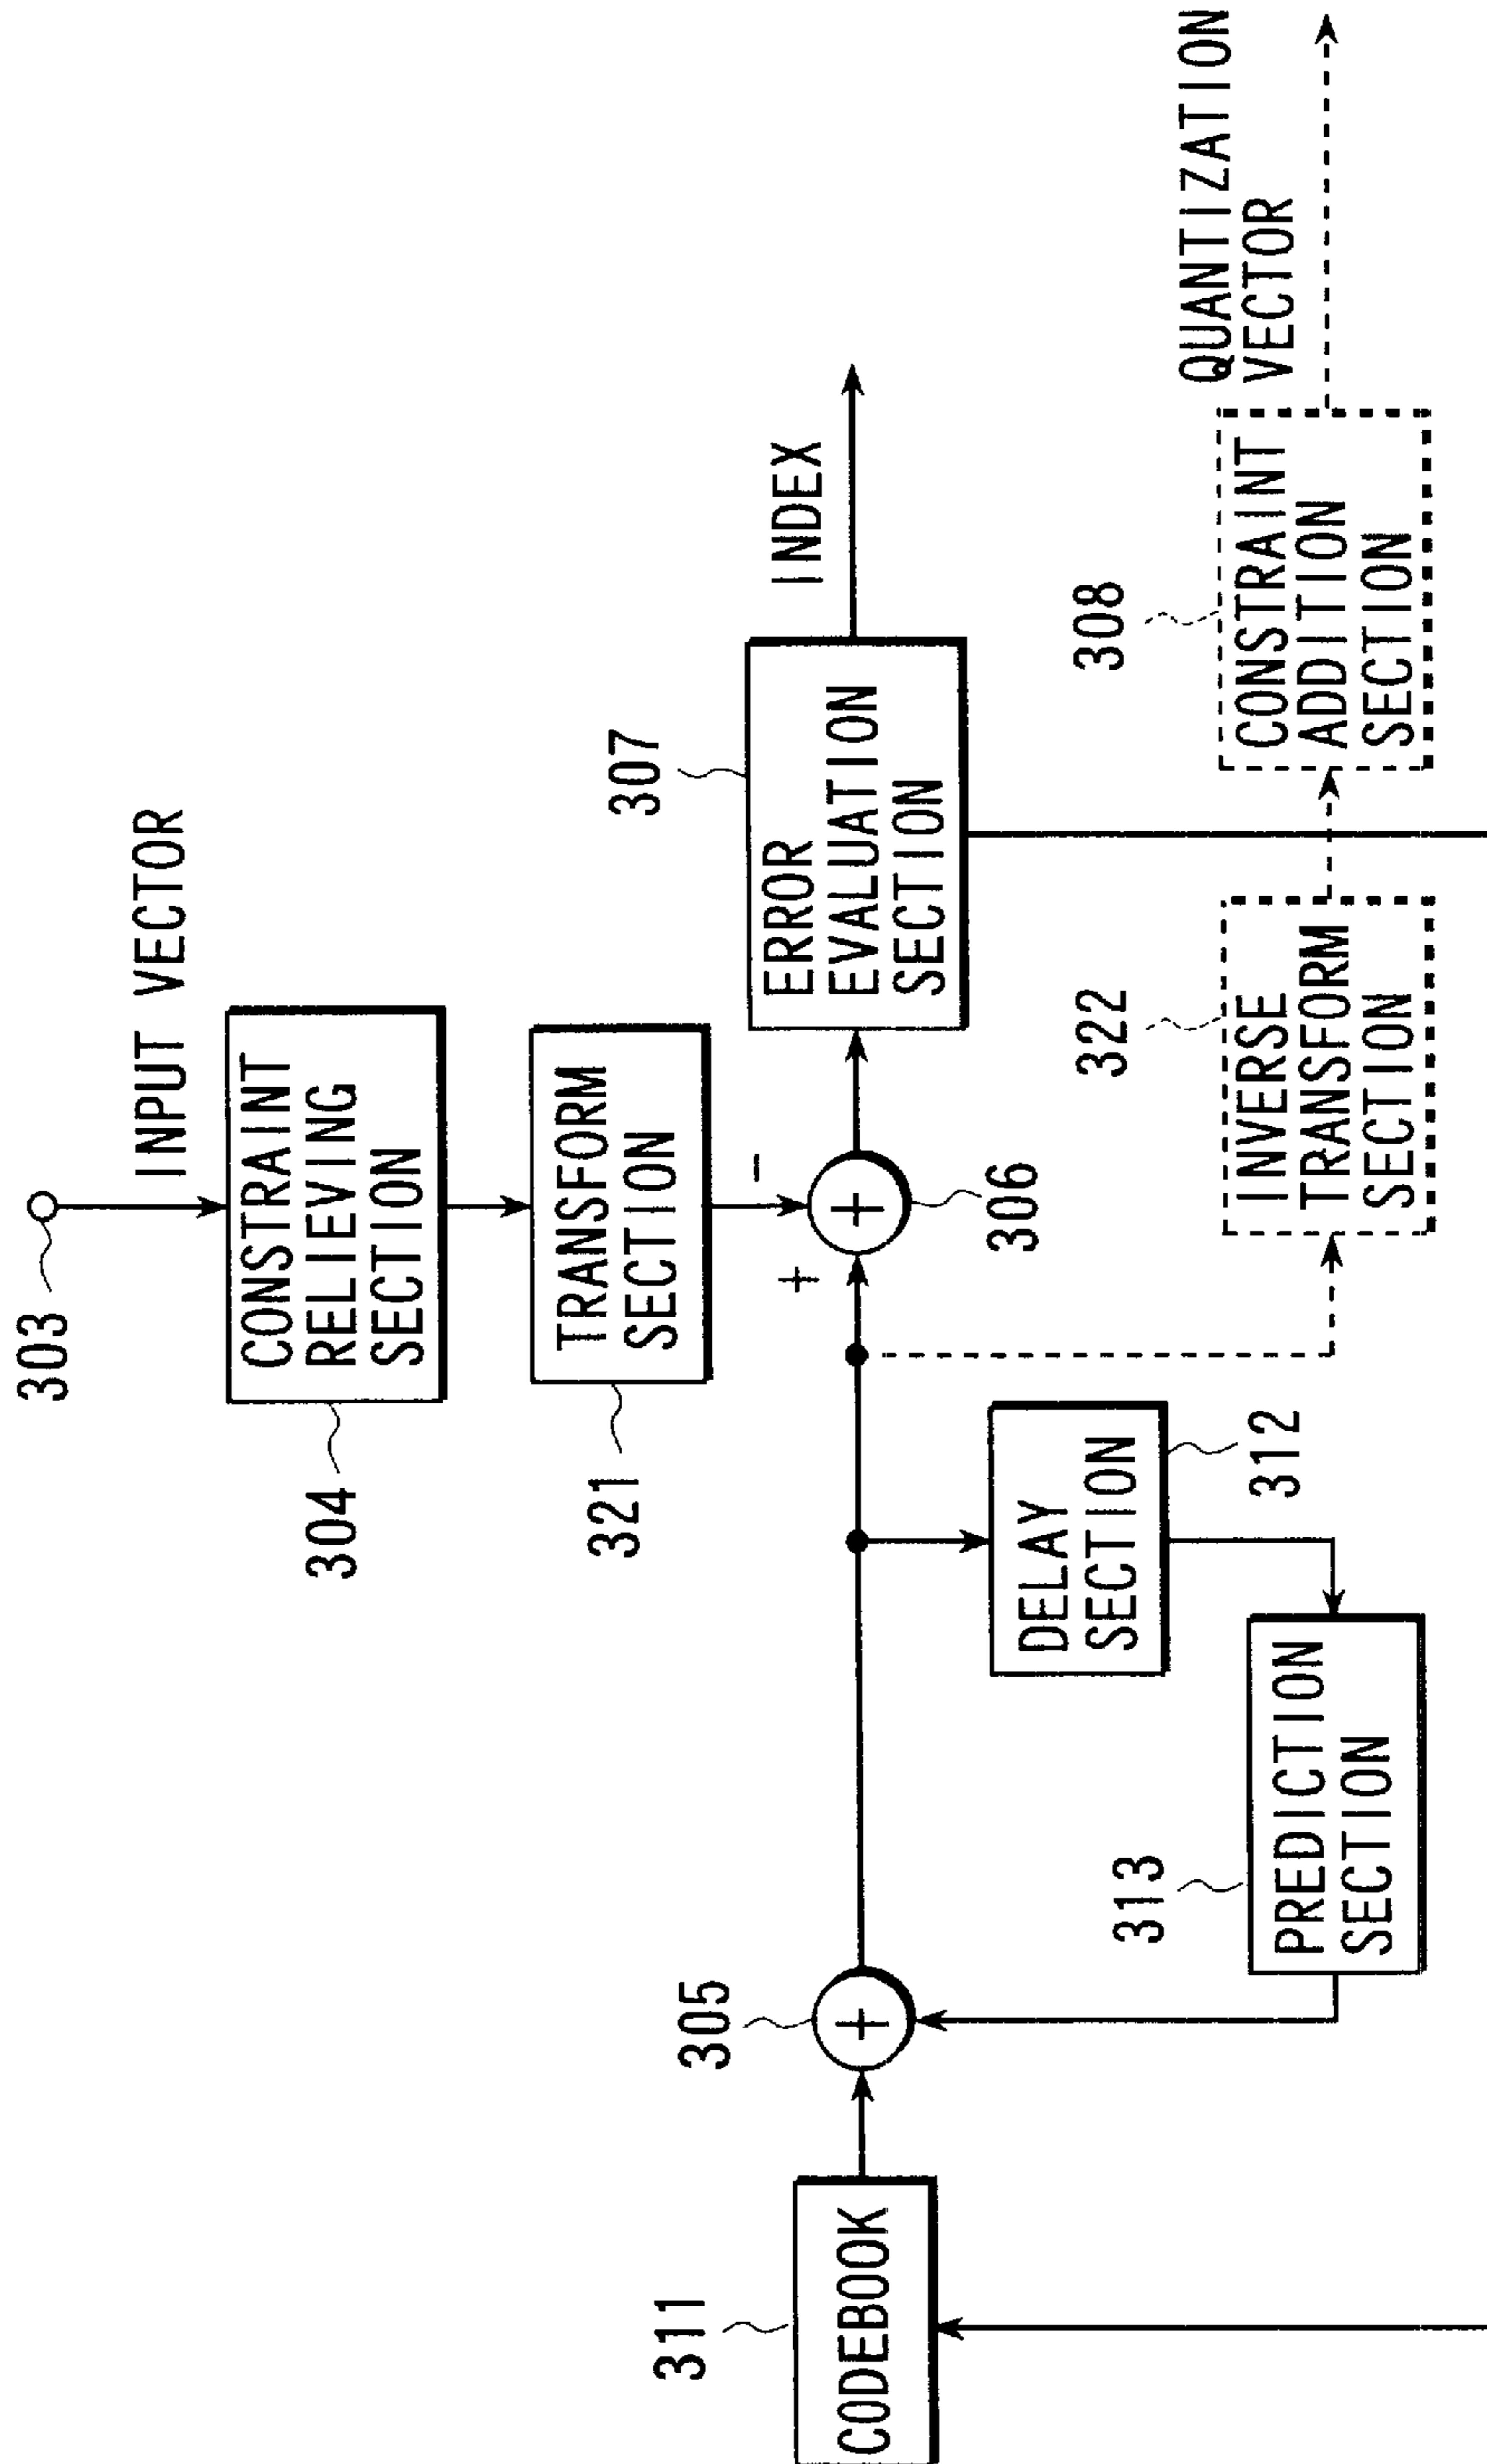 303
INPUT VECTOR
304
CONSTRAINT
RELIEVING
SECTION
321
TRANSFORM
SECTION
-
+
+
306
307
ERROR
EVALUATION
SECTION
INDEX
311
CODEBOOK
305
+
DELAY
SECTION
312
313
PREDICTION
SECTION
322
INVERSE
TRANSFORM
SECTION
308
CONSTRAINT
ADDITION
SECTION
QUANTIZATION
VECTOR